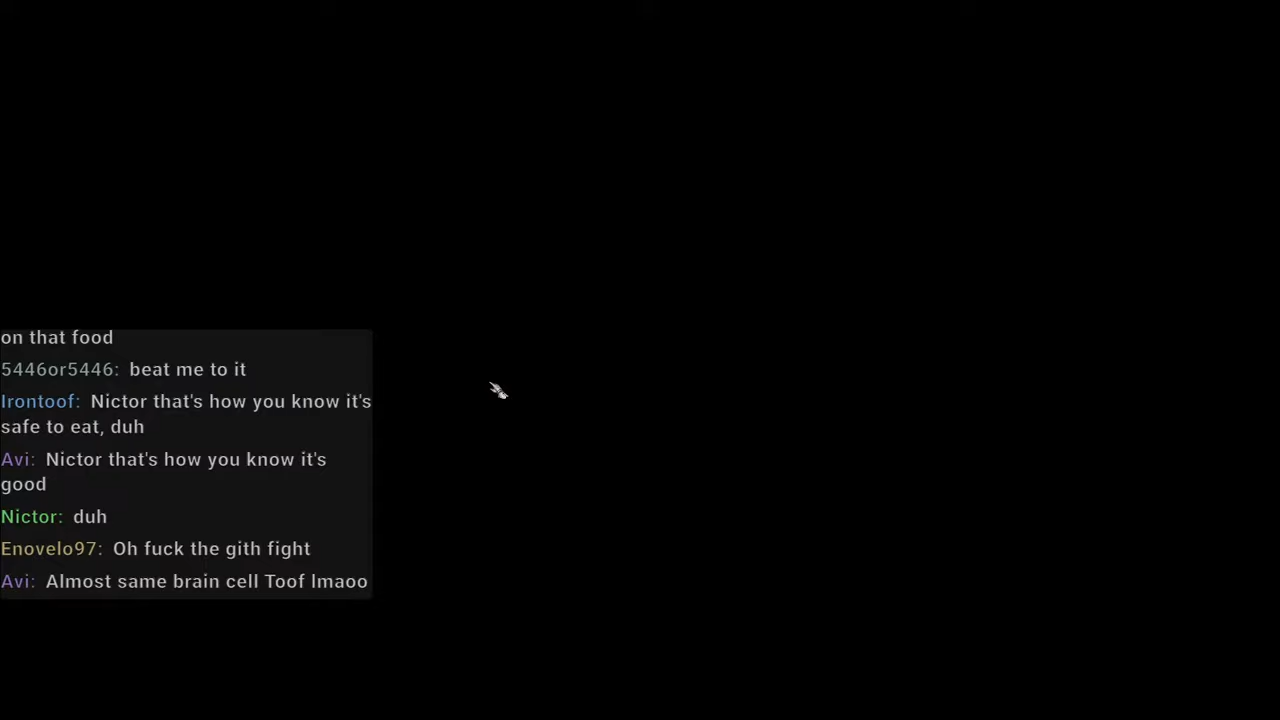 on that food
5446or5446: beat me to it
Irontoof: Nictor that's how you know it's
safe to eat, duh
Avi: Nictor that's how you know it's
good
Nictor: duh
Enovelo97: Oh fuck the gith fight
Avi: Almost same brain cell Toof lmaoo